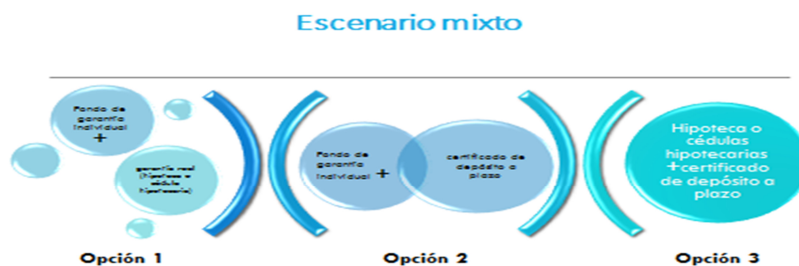 Escenario mixto
Fondo de
garantía
individual
+
garantía real
(hipoteca o
cédula
hipotecaria)
Fondo de
garantía
individual +
certificado de
depósito a
plazo
Hipoteca o
cédulas
hipotecarias
+certificado
de depósito a
plazo
Opción 1
Opción 2
Opción 3